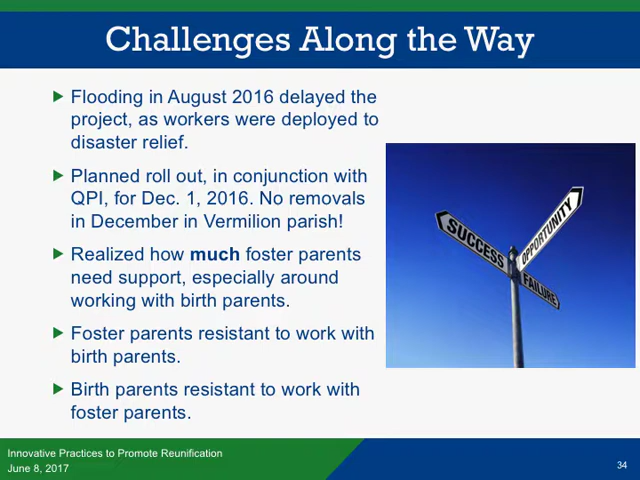 Challenges Along the Way
Flooding in August 2016 delayed the
project, as workers were deployed to
disaster relief.
Planned roll out, in conjunction with
QPI, for Dec. 1, 2016. No removals
in December in Vermilion parish!
Realized how much foster parents
need support, especially around
working with birth parents.
Foster parents resistant to work with
birth parents.
Birth parents resistant to work with
foster parents.
SUCCESS
OPPORTUNITY
FAILURE
Innovative Practices to Promote Reunification
June 8, 2017
34